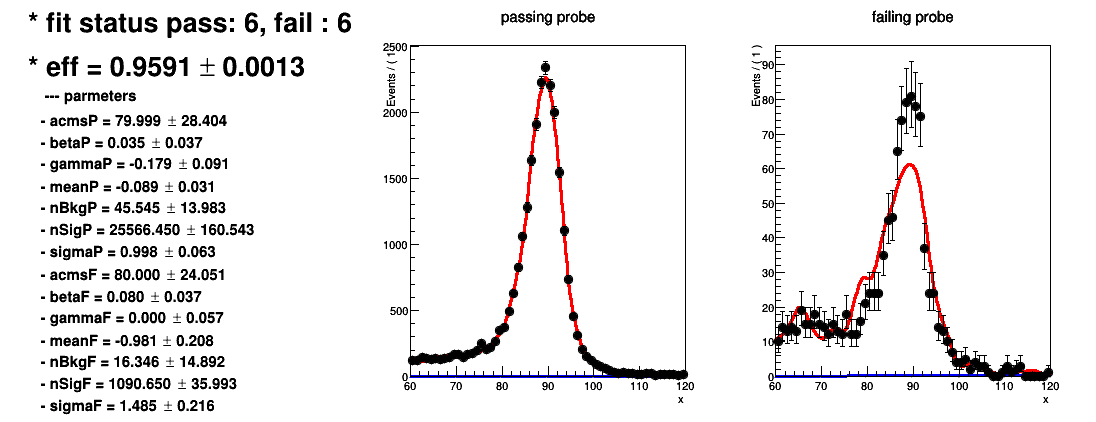 * fit status pass: 6, fail : 6
* eff = 0.9591 ± 0.0013
--- parmeters
- acmsP = 79.999 ± 28.404
- betaP = 0.035 ± 0.037
- gammaP = -0.179 ± 0.091
- meanP = -0.089 ± 0.031
- nBkgP = 45.545 ± 13.983
- nSigP = 25566.450 ± 160.543
- sigmaP = 0.998 ± 0.063
- acmsF = 80.000 ± 24.051
- betaF = 0.080 ± 0.037
- gammaF = 0.000 ± 0.057
- meanF = -0.981 ± 0.208
- nBkgF = 16.346 ± 14.892
- nSigF = 1090.650 ± 35.993
- sigmaF = 1.485 ± 0.216
passing probe
Events / ( 1 )
2500
2000
1500
1000
500
0
60 70 80 90 100 110 120
x
failing probe
Events / ( 1 )
90
80
70
60
50
40
30
20
10
0
60 70 80 90 100 110 120
x